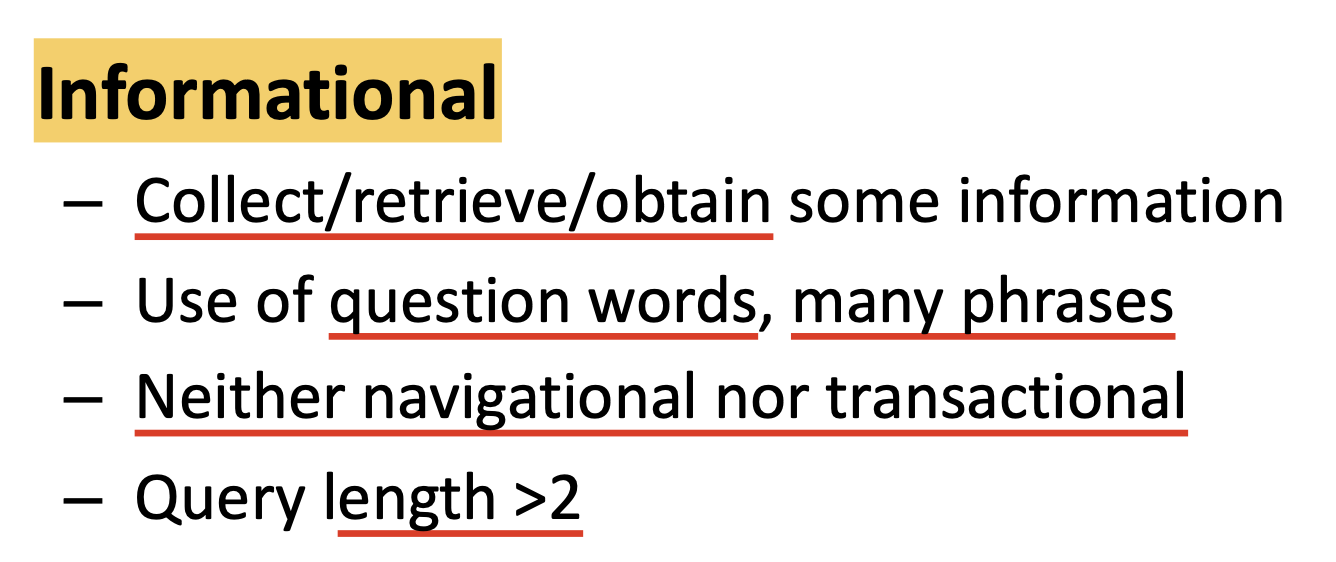 Informational
– Collect/retrieve/obtain some information
– Use of question words, many phrases
– Neither navigational nor transactional
– Query length >2